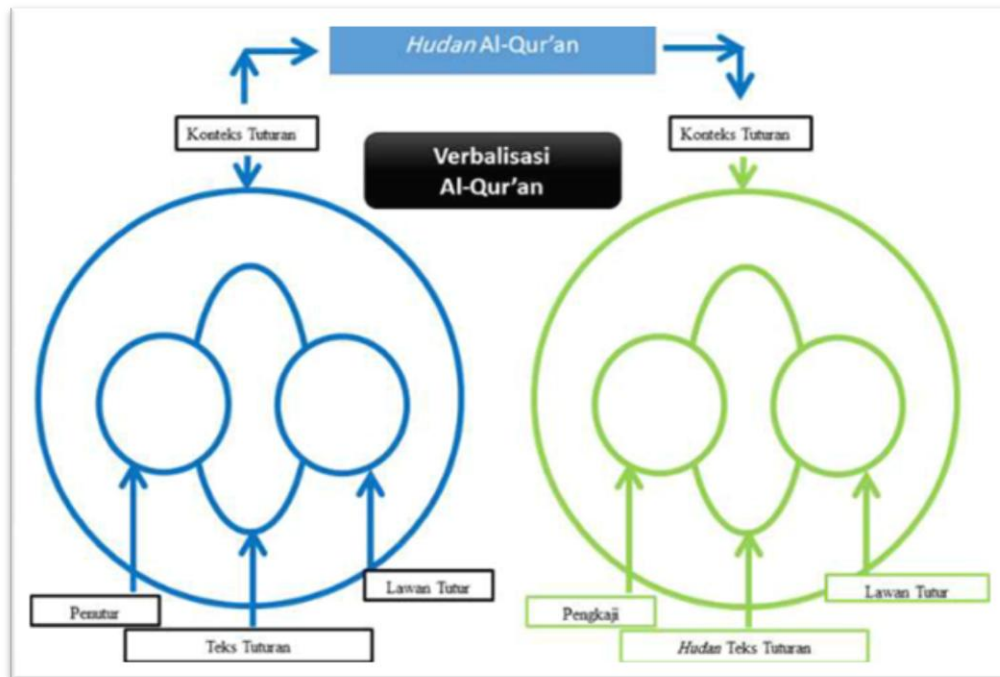 Hudan Al-Qur'an
Konteks Tuturan
Konteks Tuturan
Verbalisasi
Al-Qur'an
Lawan Tutur
Penutur
Teks Tuturan
Lawan Tutur
Pengkaji
Hudan Teks Tuturan